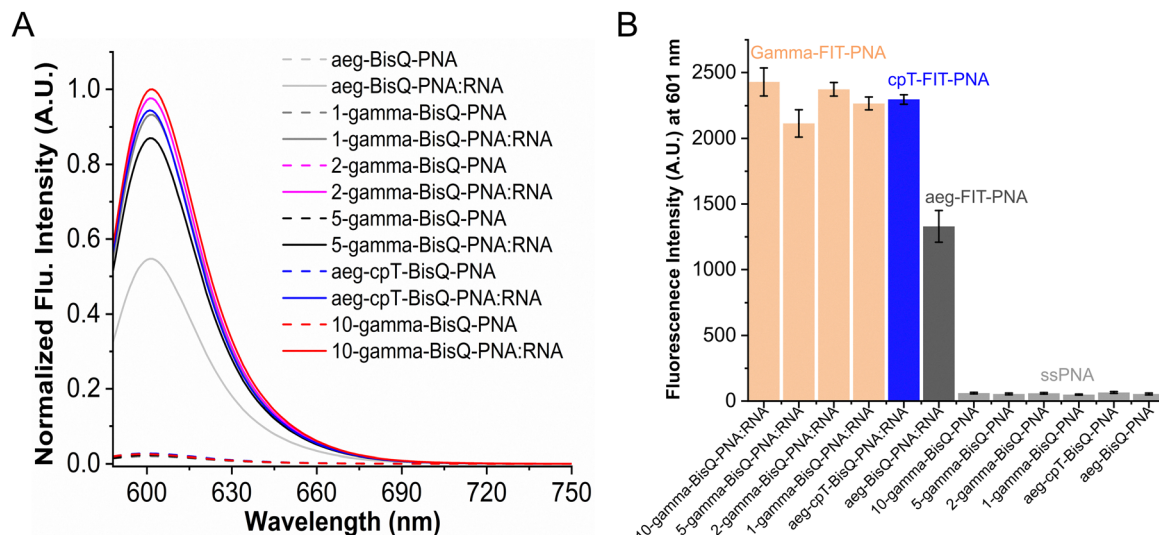 A
Normalized Flu. Intensity (A.U.)
1.0
0.8
0.6
0.4
0.2
0.0
600
630
660
690
720
750
Wavelength (nm)
aeg-BisQ-PNA
aeg-BisQ-PNA:RNA
1-gamma-BisQ-PNA
1-gamma-BisQ-PNA:RNA
2-gamma-BisQ-PNA
2-gamma-BisQ-PNA:RNA
5-gamma-BisQ-PNA
5-gamma-BisQ-PNA:RNA
aeg-cpT-BisQ-PNA
aeg-cpT-BisQ-PNA:RNA
10-gamma-BisQ-PNA
10-gamma-BisQ-PNA:RNA
B
Fluoresecnece Intensity (A.U.) at 601 nm
2500
2000
1500
1000
500
0
Gamma-FIT-PNA
cpT-FIT-PNA
aeg-FIT-PNA
ssPNA
10-gamma-BisQ-PNA:RNA
5-gamma-BisQ-PNA:RNA
2-gamma-BisQ-PNA:RNA
1-gamma-BisQ-PNA:RNA
aeg-cpT-BisQ-PNA:RNA
aeg-BisQ-PNA:RNA
10-gamma-BisQ-PNA
5-gamma-BisQ-PNA
2-gamma-BisQ-PNA
1-gamma-BisQ-PNA
aeg-cpT-BisQ-PNA
aeg-BisQ-PNA